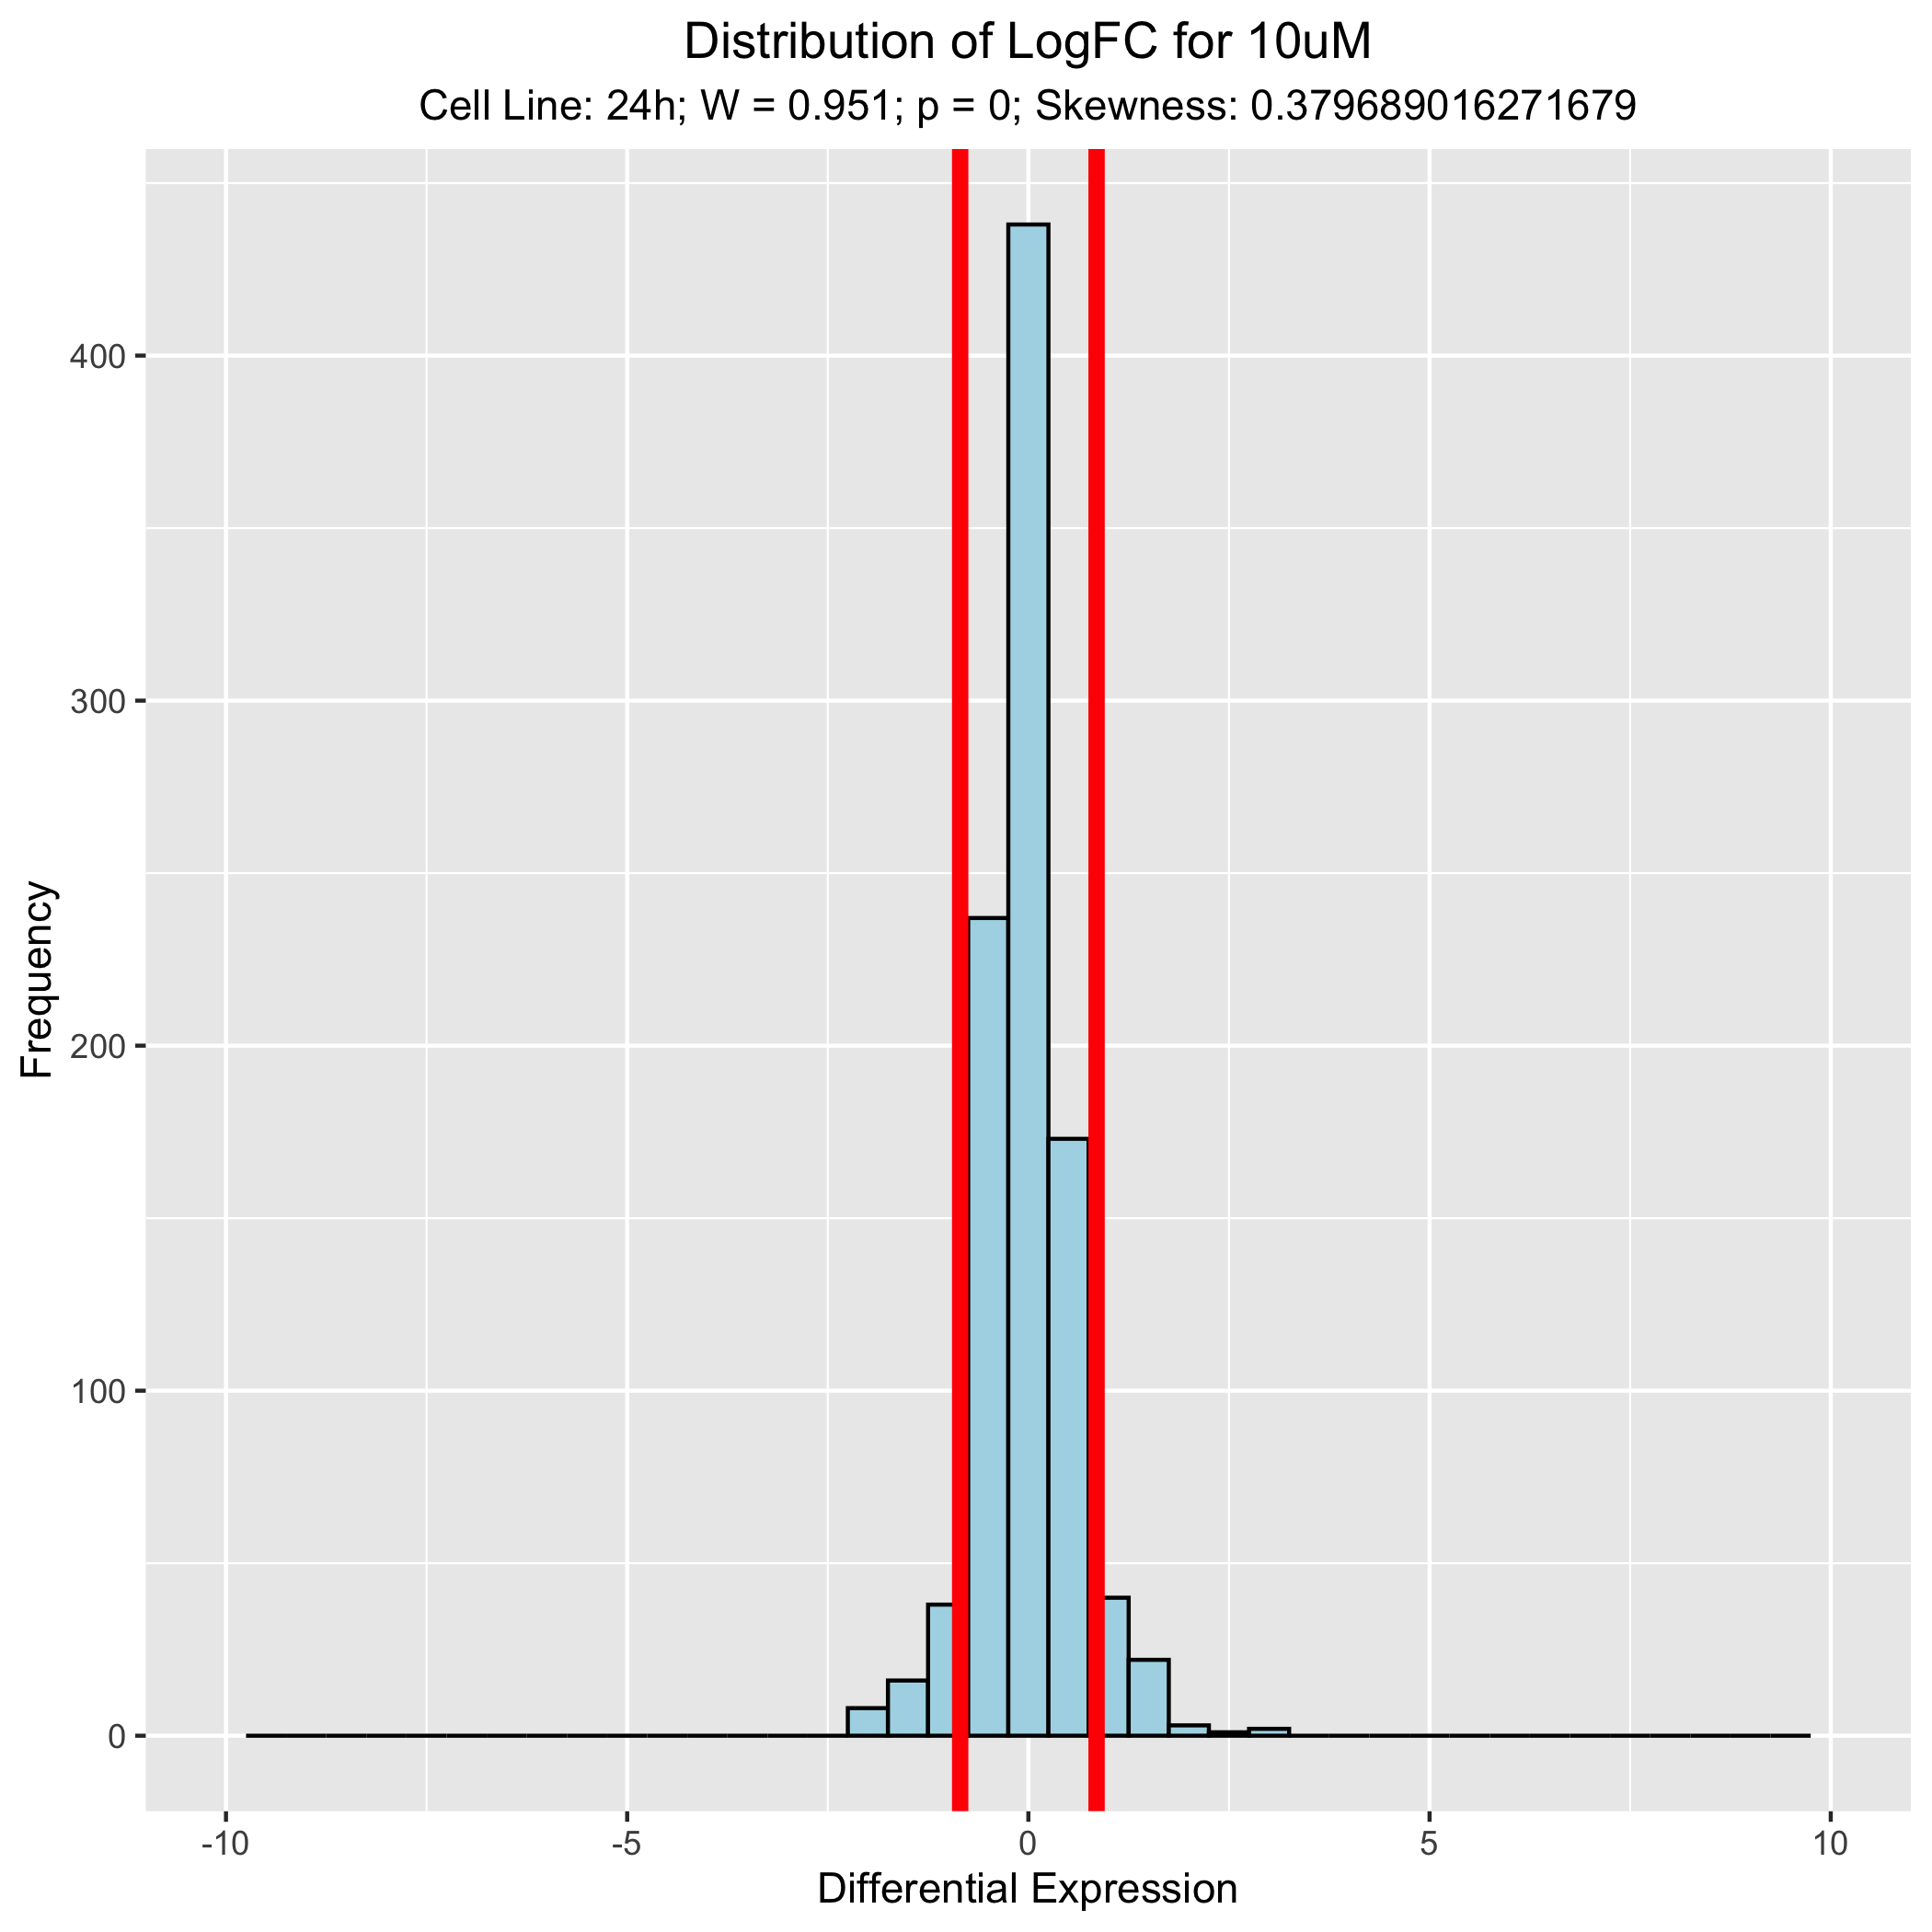 Distribution of LogFC for 10uM
Cell Line: 24h; W = 0.951; p = 0; Skewness: 0.379689016271679
Frequency
400
300
200
100
0
-10
-5
0
5
10
Differential Expression